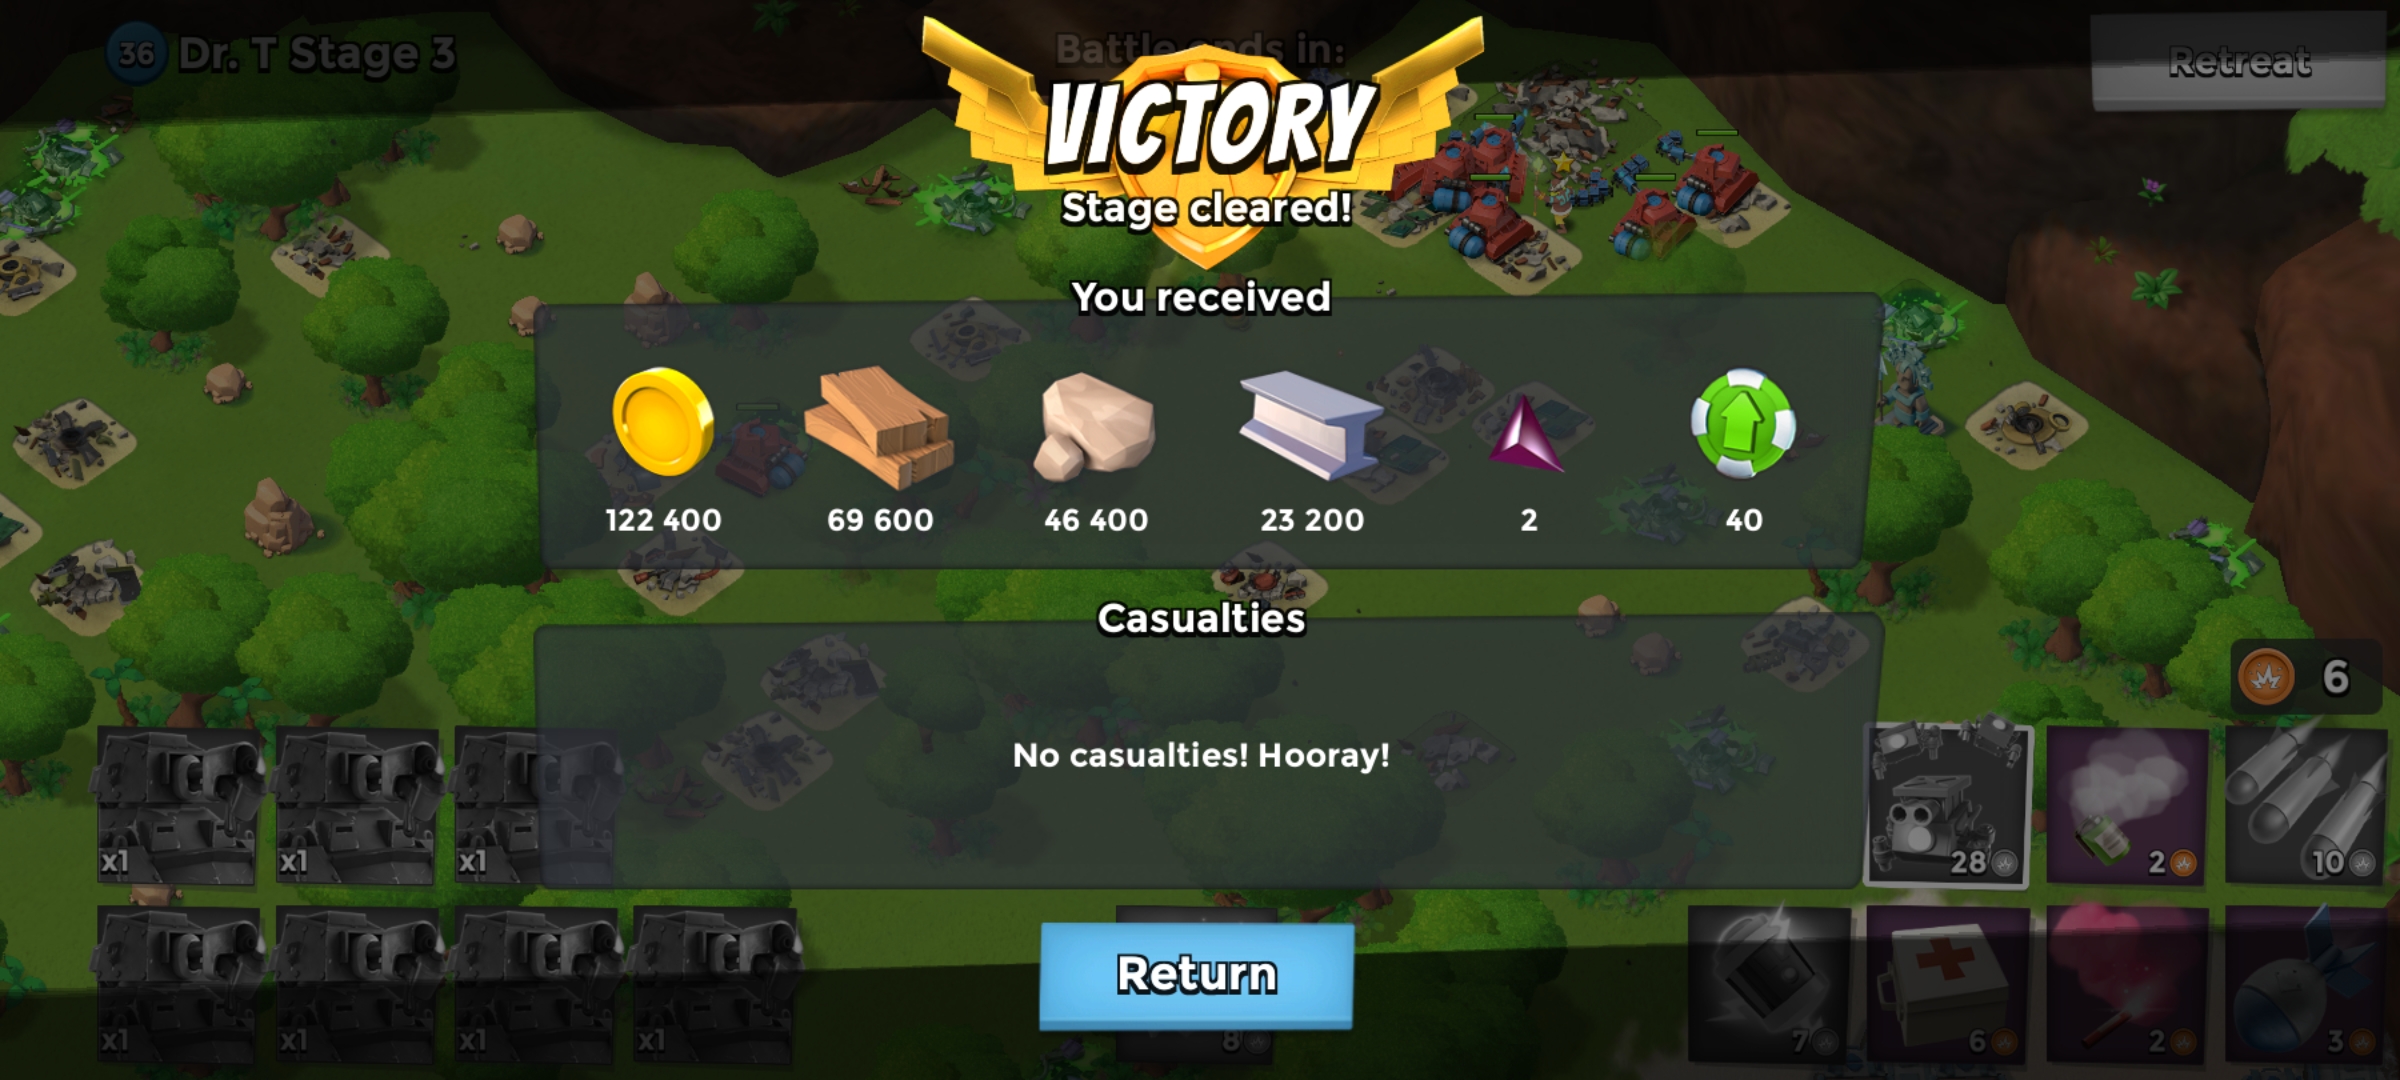 36 Dr. T Stage 3
Battle ends in:
Retreat
VICTORY
Stage cleared!
You received
122 400
69 600
46 400
23 200
2
40
Casualties
No casualties! Hooray!
6
x1
x1
x1
28
2
10
Return
x1
x1
x1
x1
8
7
6
2
3